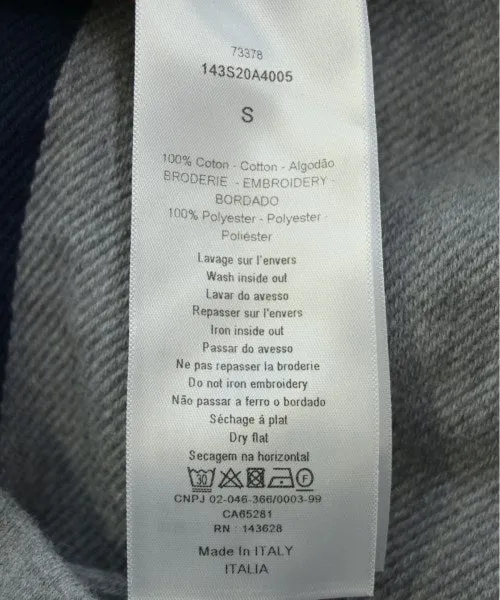 73378
143S20A4005
S
100% Coton - Cotton - Algodão
BRODERIE - EMBROIDERY -
BORDADO
100% Polyester - Polyester -
Poliéster
Lavage sur l'envers
Wash inside out
Lavar do avesso
Repasser sur l'envers
Iron inside out
Passar do avesso
Ne pas repasser la broderie
Do not iron embroidery
Não passar a ferro o bordado
Séchage à plat
Dry flat
Secagem na horizontal
30 F
CNPJ 02-046-366/0003-99
CA65281
RN : 143628
Made In ITALY
ITALIA